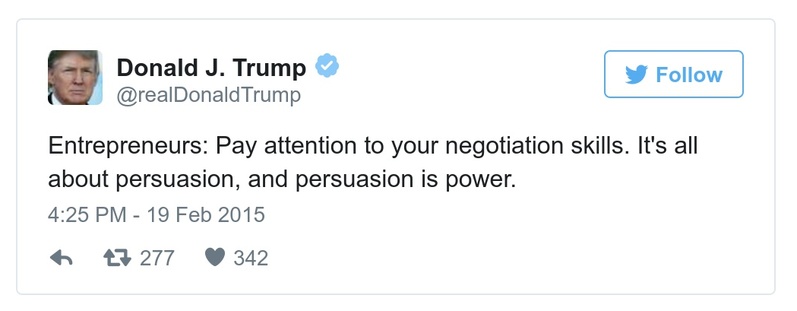 Donald J. Trump
@realDonaldTrump
Follow
Entrepreneurs: Pay attention to your negotiation skills. It's all
about persuasion, and persuasion is power.
4:25 PM - 19 Feb 2015
277 342